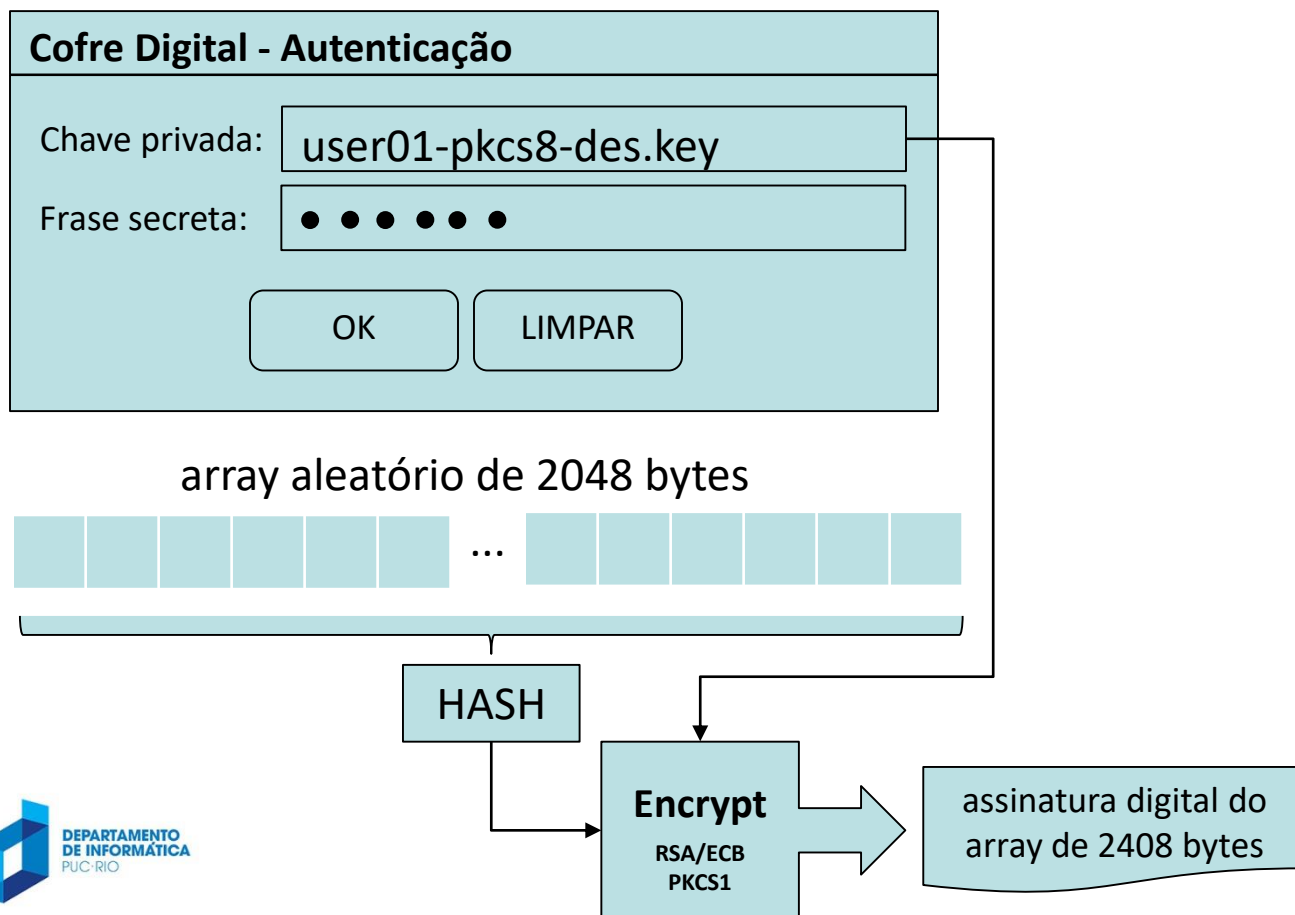 Cofre Digital - Autenticação
Chave privada:
user01-pkcs8-des.key
Frase secreta:
OK
LIMPAR
array aleatório de 2048 bytes
...
HASH
Encrypt
RSA/ECB
PKCS1
assinatura digital do
array de 2408 bytes
DEPARTAMENTO
DE INFORMÁTICA
PUC·RIO